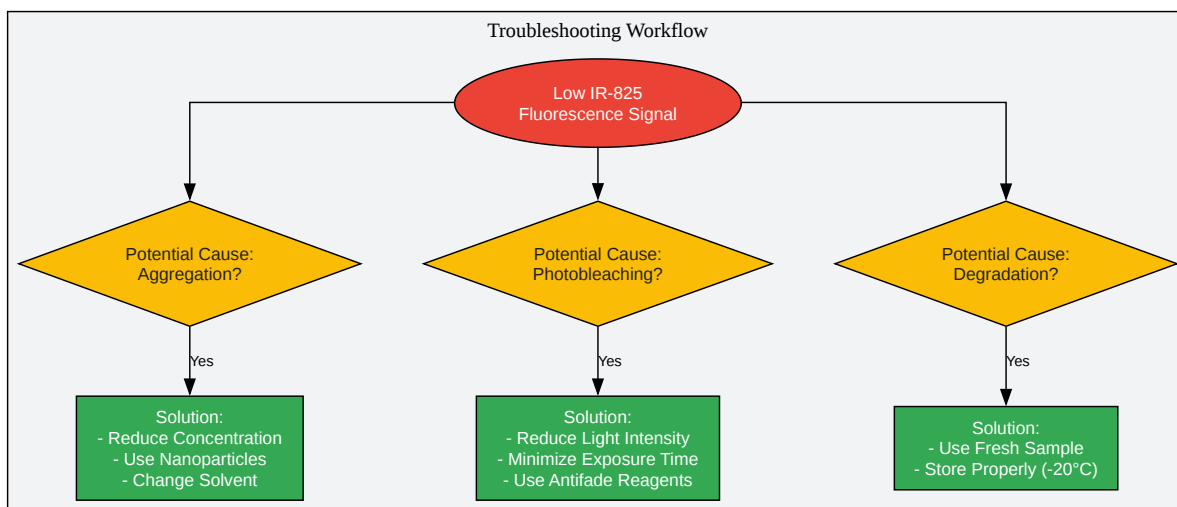 Troubleshooting Workflow
Low IR-825
Fluorescence Signal
Potential Cause:
Aggregation?
Potential Cause:
Photobleaching?
Potential Cause:
Degradation?
Yes
Yes
Yes
Solution:
- Reduce Concentration
- Use Nanoparticles
- Change Solvent
Solution:
- Reduce Light Intensity
- Minimize Exposure Time
- Use Antifade Reagents
Solution:
- Use Fresh Sample
- Store Properly (-20°C)